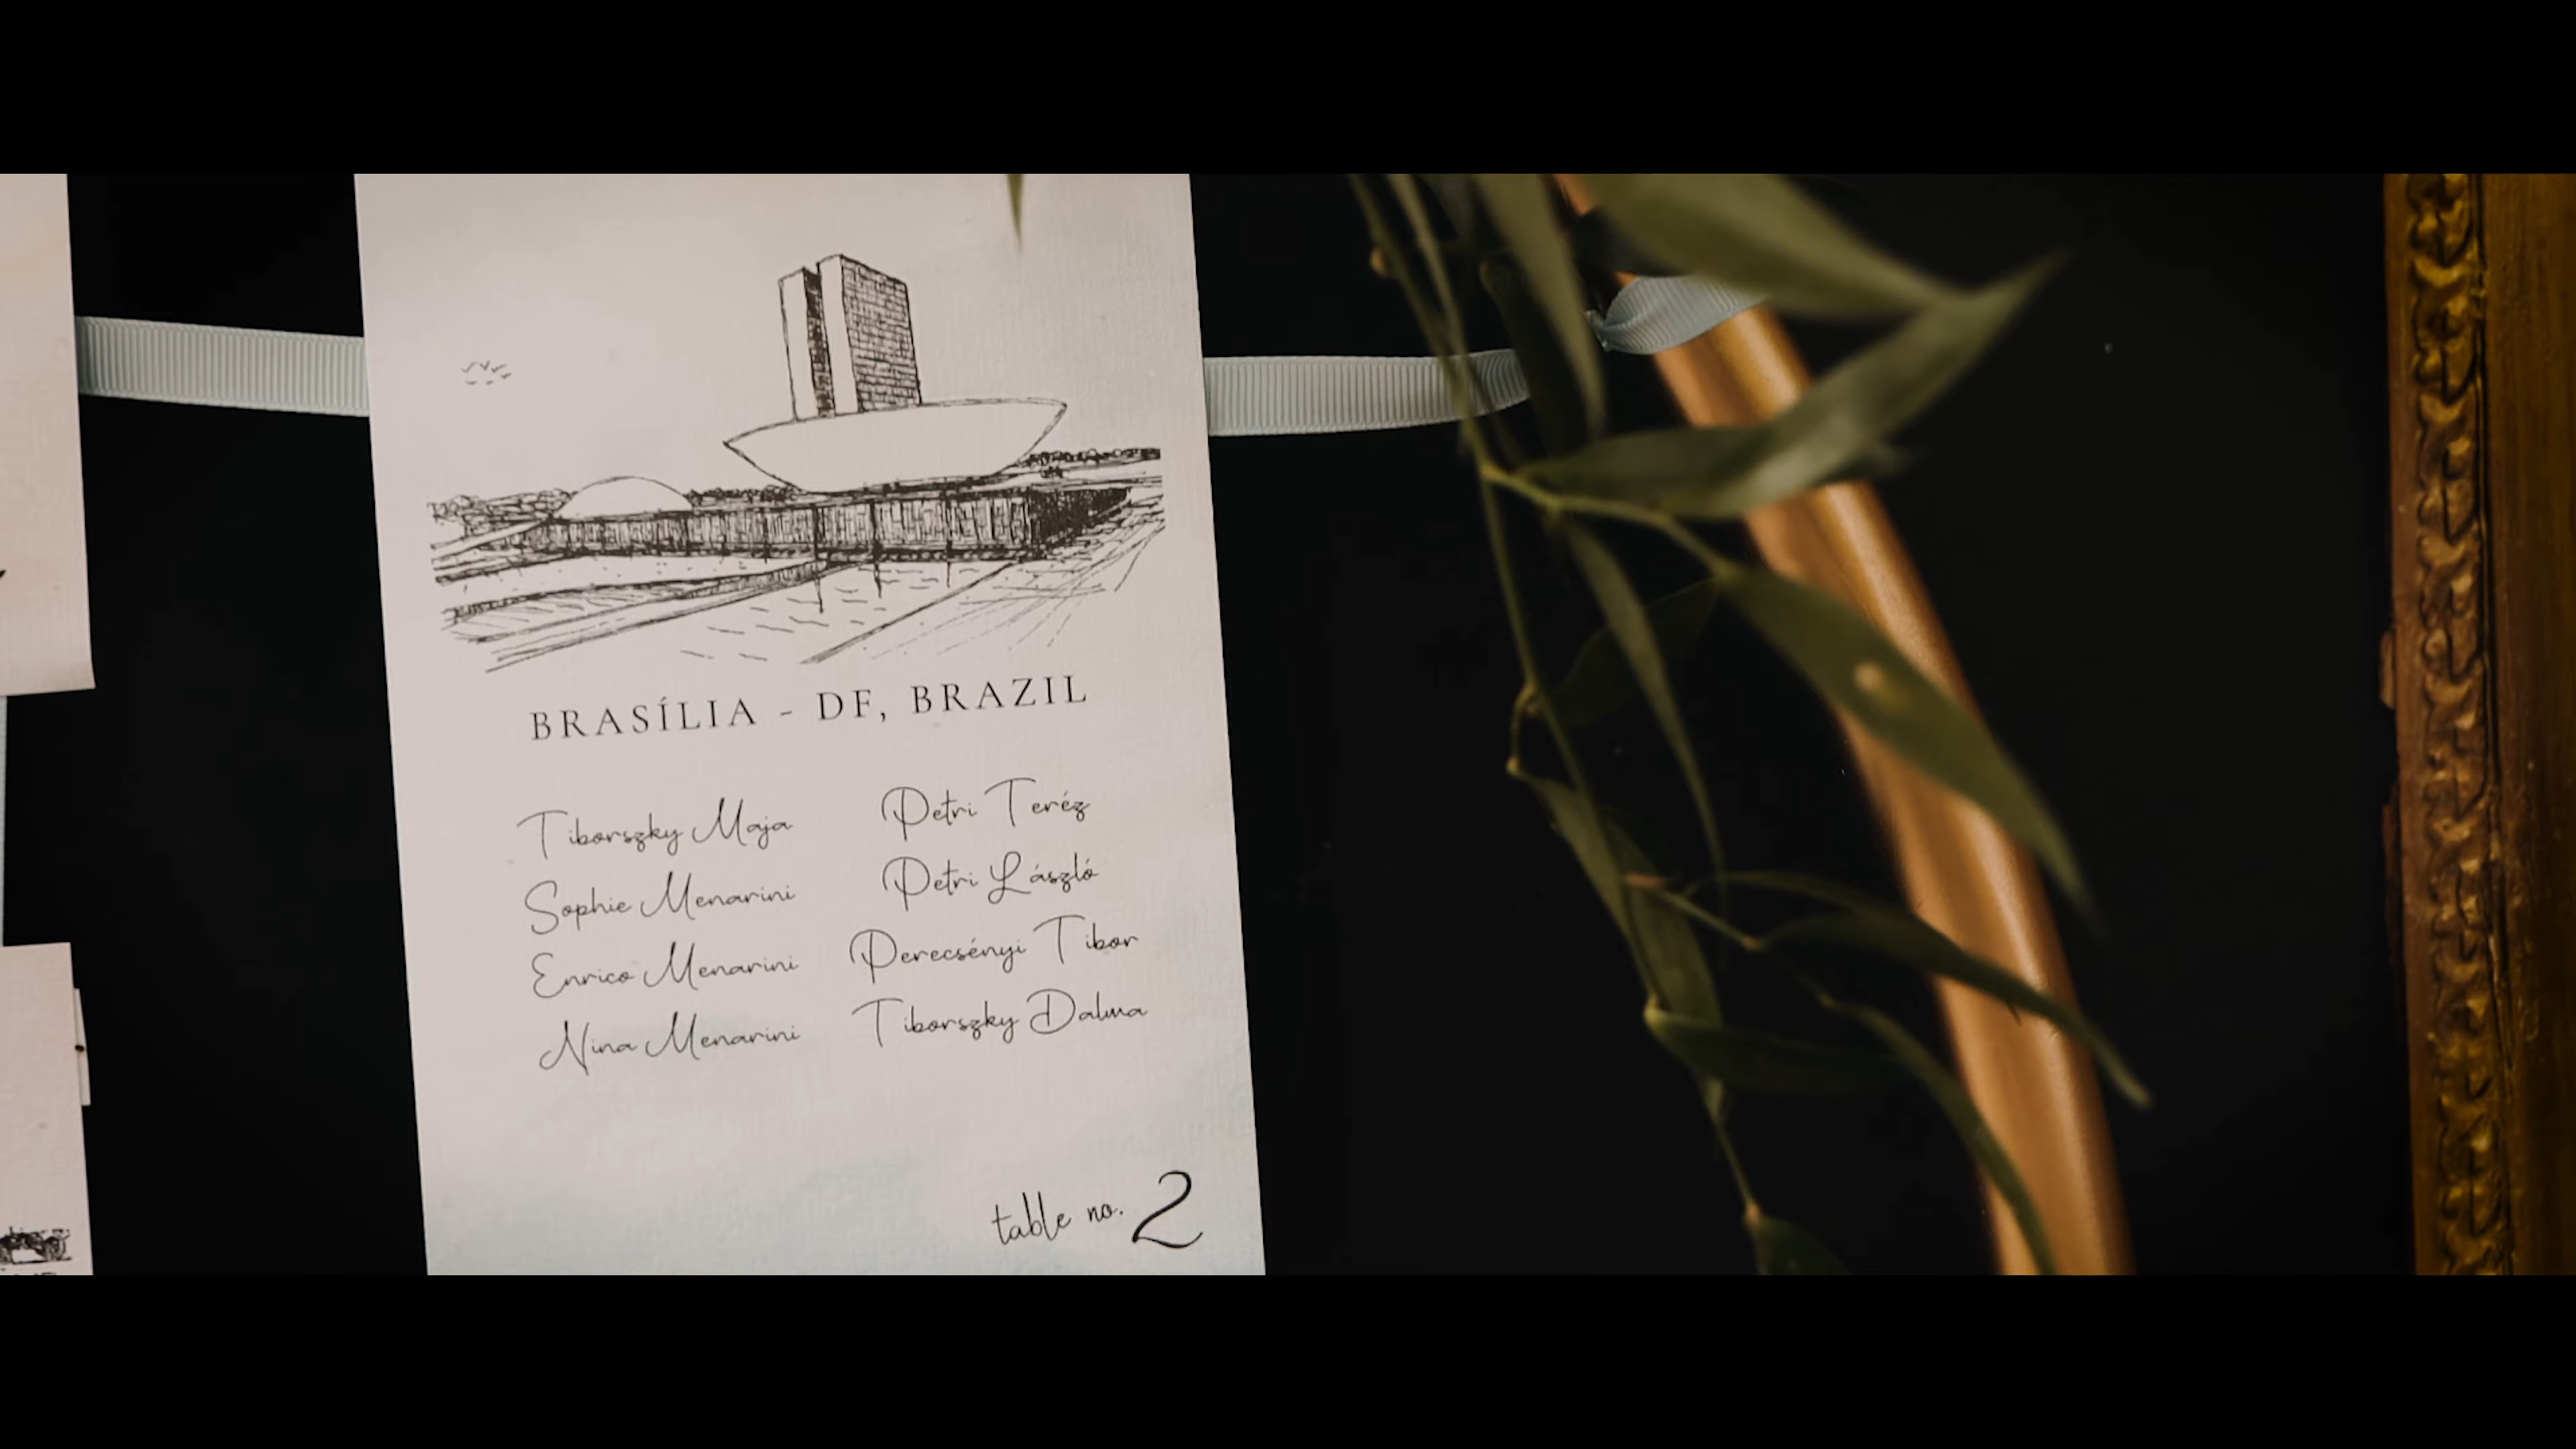 BRASÍLIA - DF, BRAZIL
Tiborszky Maja
Sophie Menarini
Enrico Menarini
Nina Menarini
Petri Teréz
Petri László
Perecsényi Tibor
Tiborszky Dalma
table no. 2